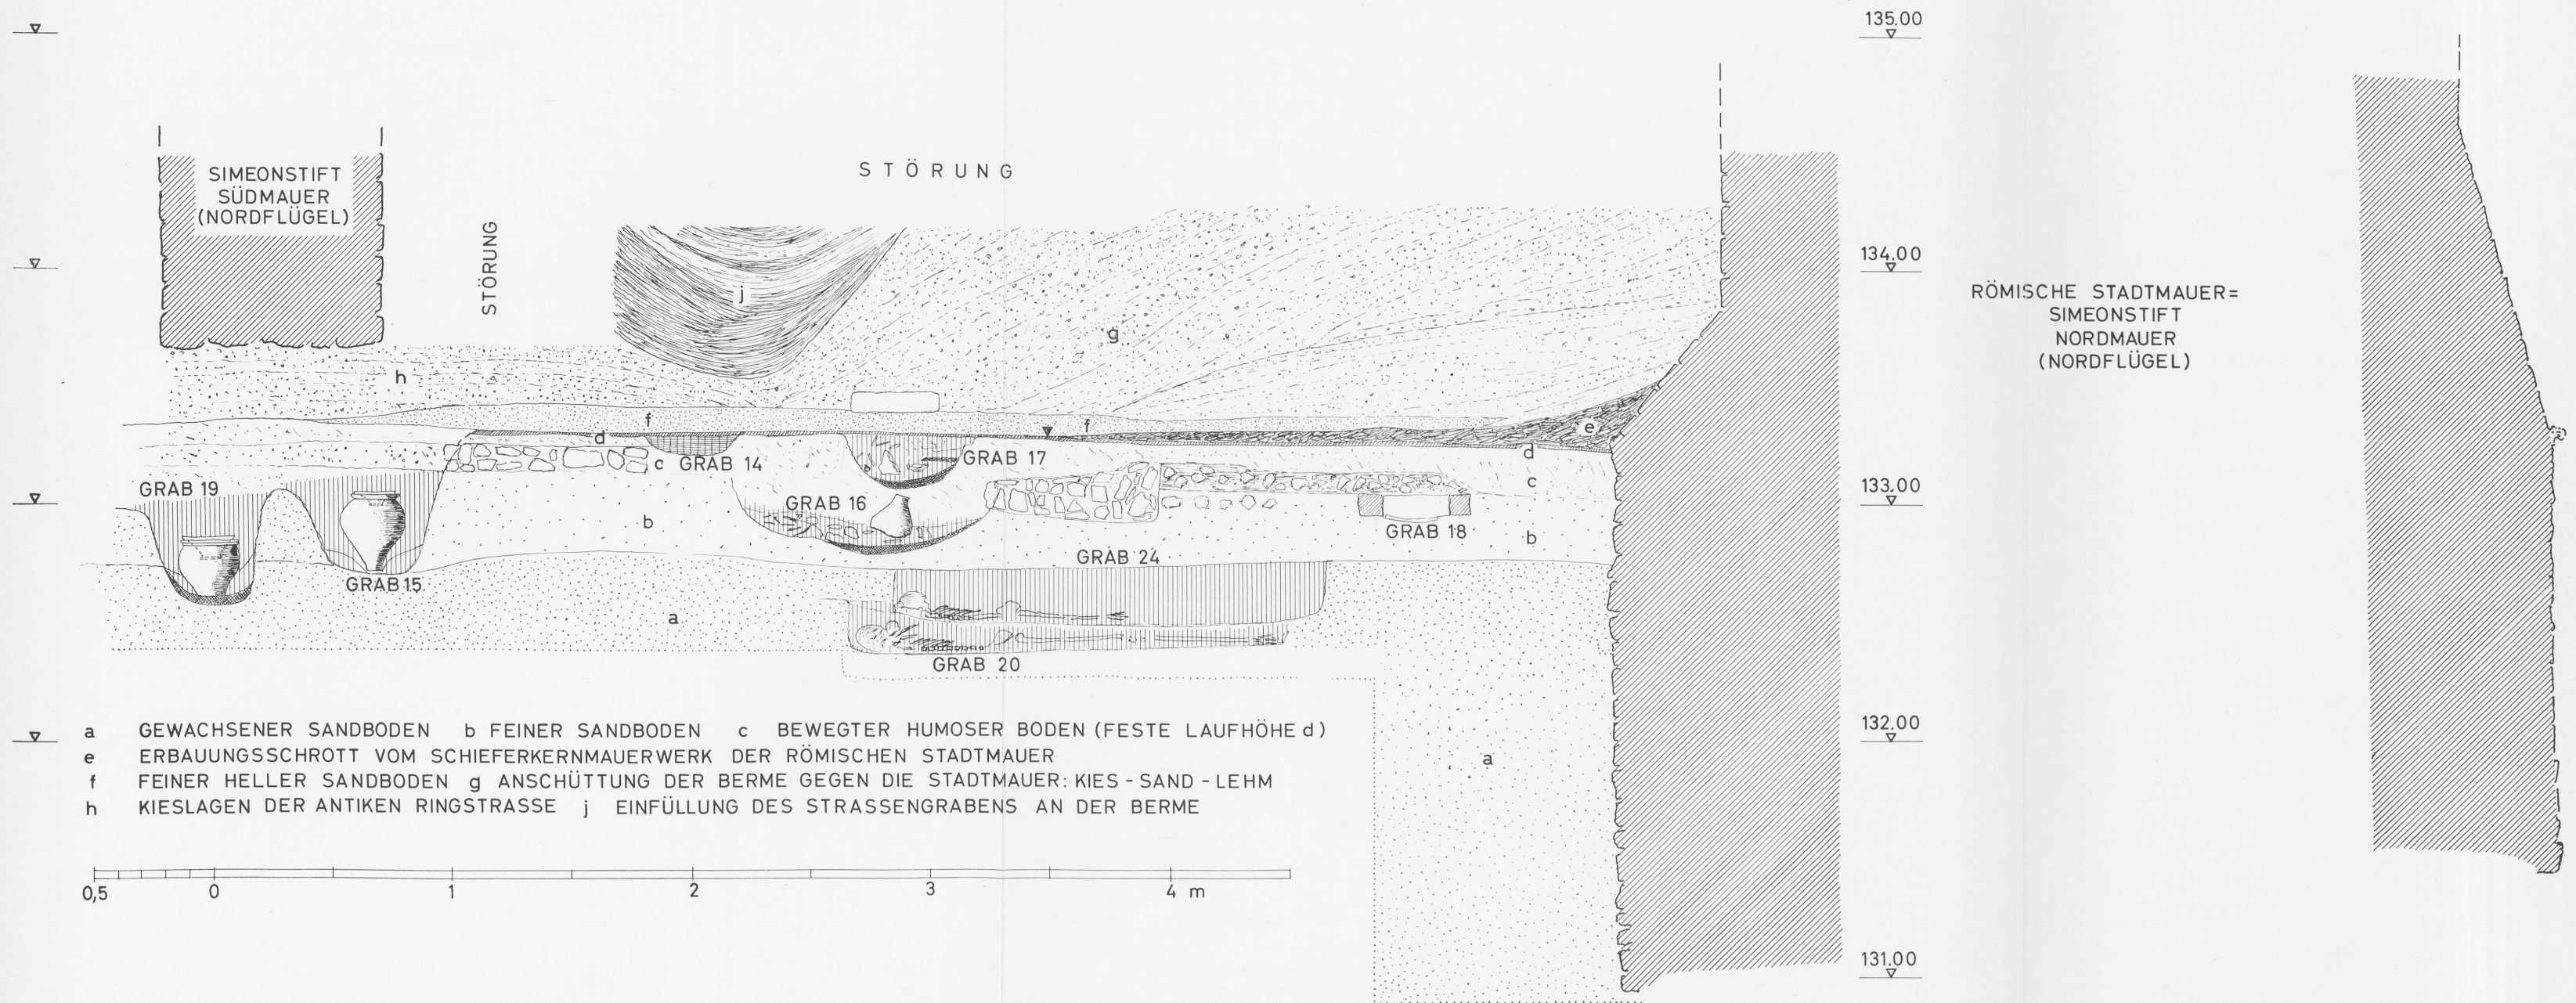 135.00
SIMEONSTIFT
SÜDMAUER
(NORDFLÜGEL)
STÖRUNG
STÖRUNG
134.00
RÖMISCHE STADTMAUER=
SIMEONSTIFT
NORDMAUER
(NORDFLÜGEL)
j
g
h
f
f
e
d
d
c
c
GRAB 14
GRAB 17
GRAB 19
GRAB 16
133.00
b
b
GRAB 18
GRAB 24
GRAB 15
a
GRAB 20
a GEWACHSENER SANDBODEN b FEINER SANDBODEN c BEWEGTER HUMOSER BODEN (FESTE LAUFHÖHE d)
e ERBAUUNGSSCHROTT VOM SCHIEFERKERNMAUERWERK DER RÖMISCHEN STADTMAUER
f FEINER HELLER SANDBODEN g ANSCHÜTTUNG DER BERME GEGEN DIE STADTMAUER: KIES - SAND - LEHM
h KIESLAGEN DER ANTIKEN RINGSTRASSE j EINFÜLLUNG DES STRASSENGRABENS AN DER BERME
132.00
a
0,5 0 1 2 3 4 m
131.00